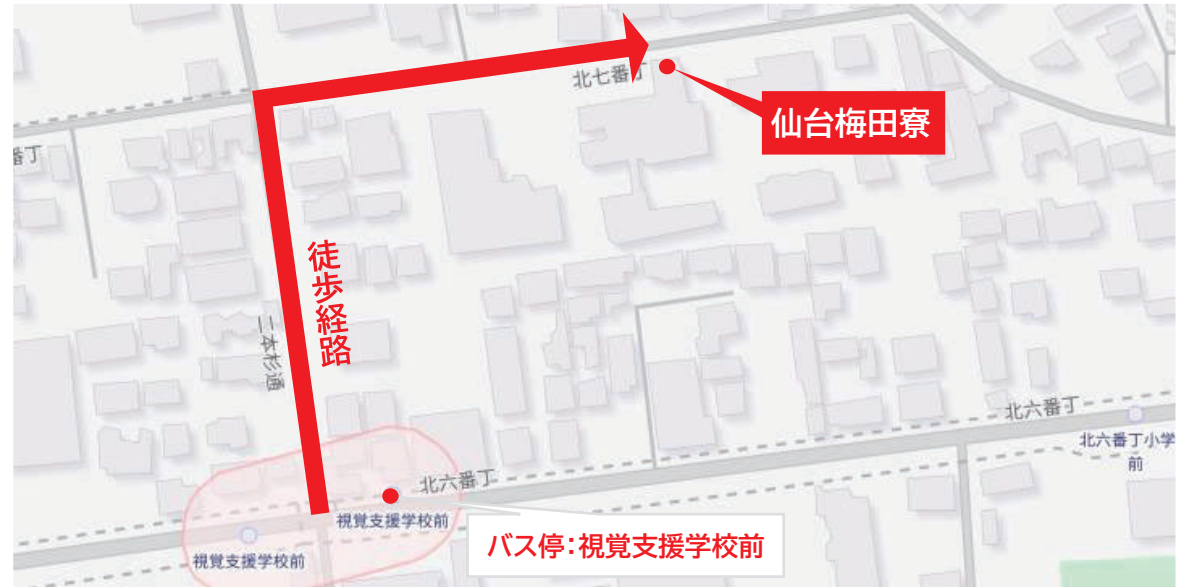 北七番丁
仙台梅田寮
番丁
徒歩経路
二本杉通
北六番丁
北六番丁小学
前
北六番丁
視覚支援学校前
バス停:視覚支援学校前
視覚支援学校前